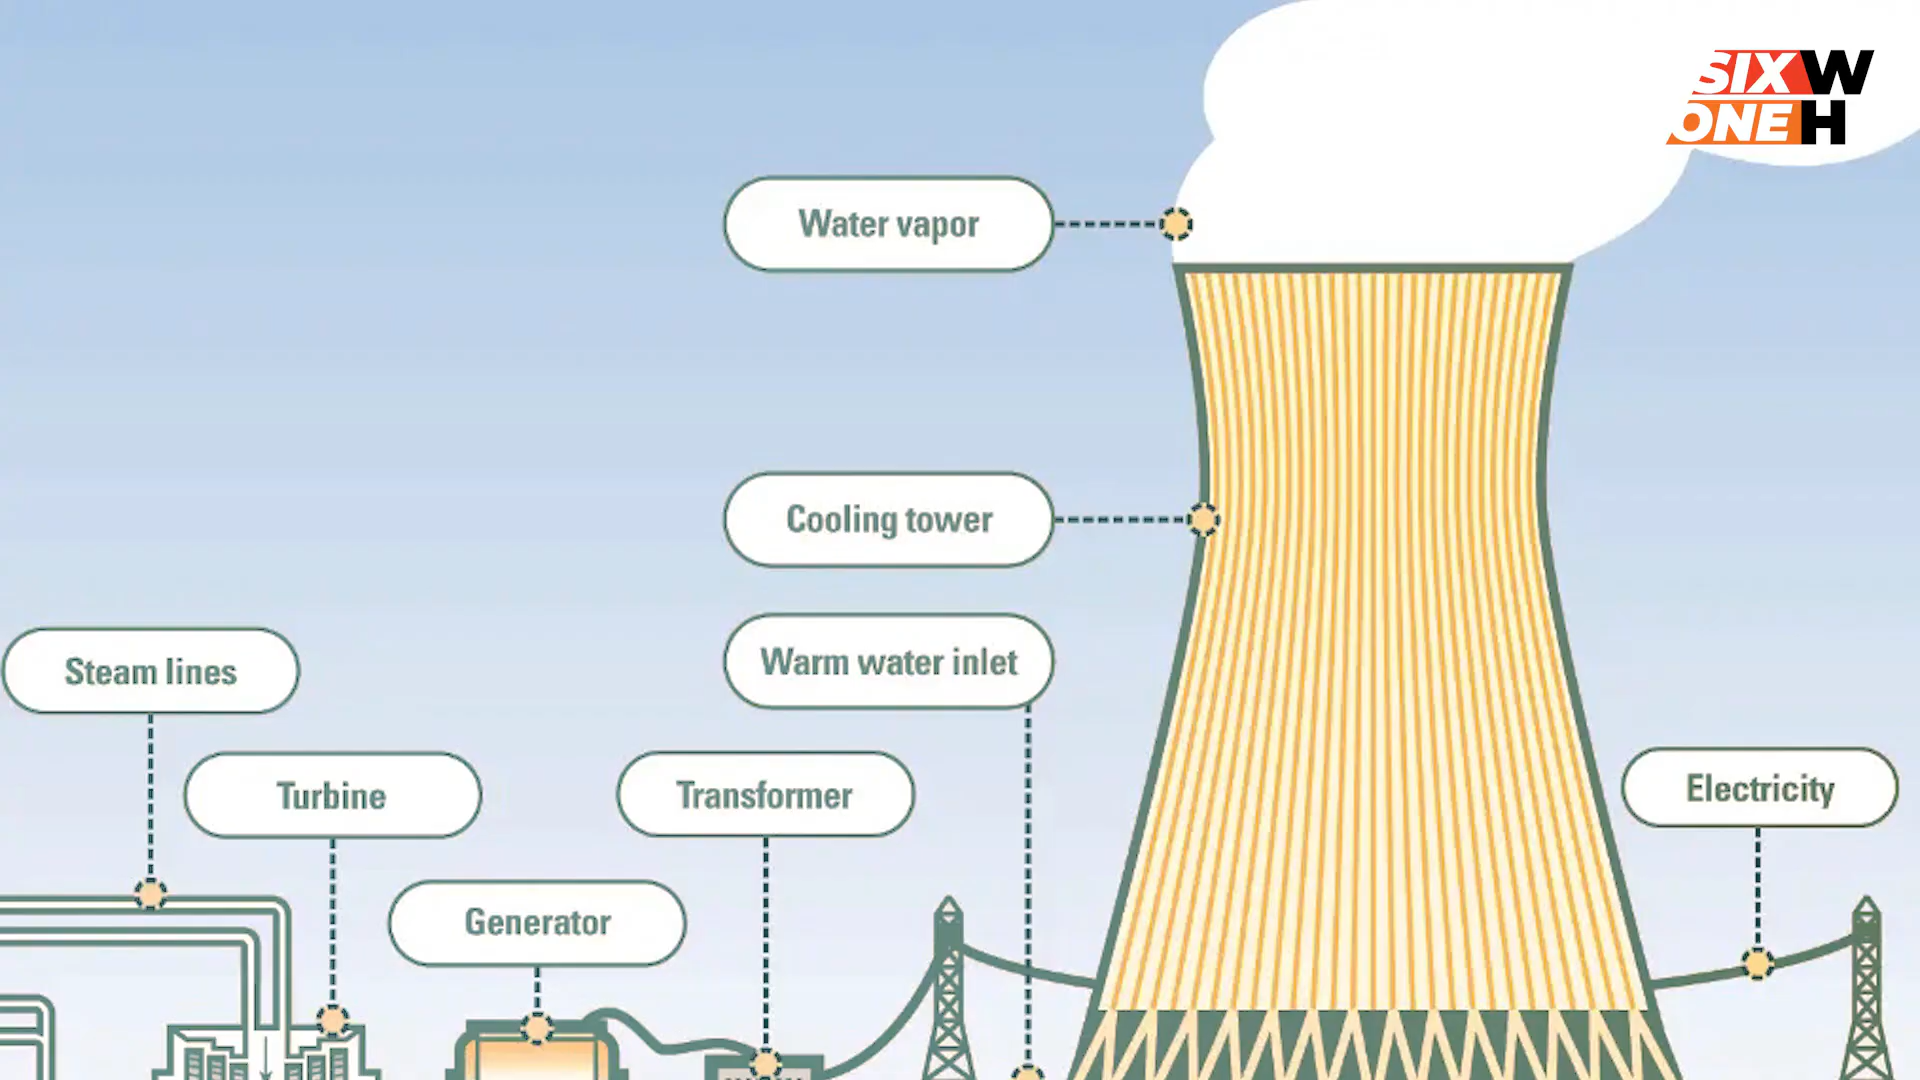 SIX W
ONE H
Water vapor
Cooling tower
Warm water inlet
Steam lines
Turbine
Transformer
Electricity
Generator